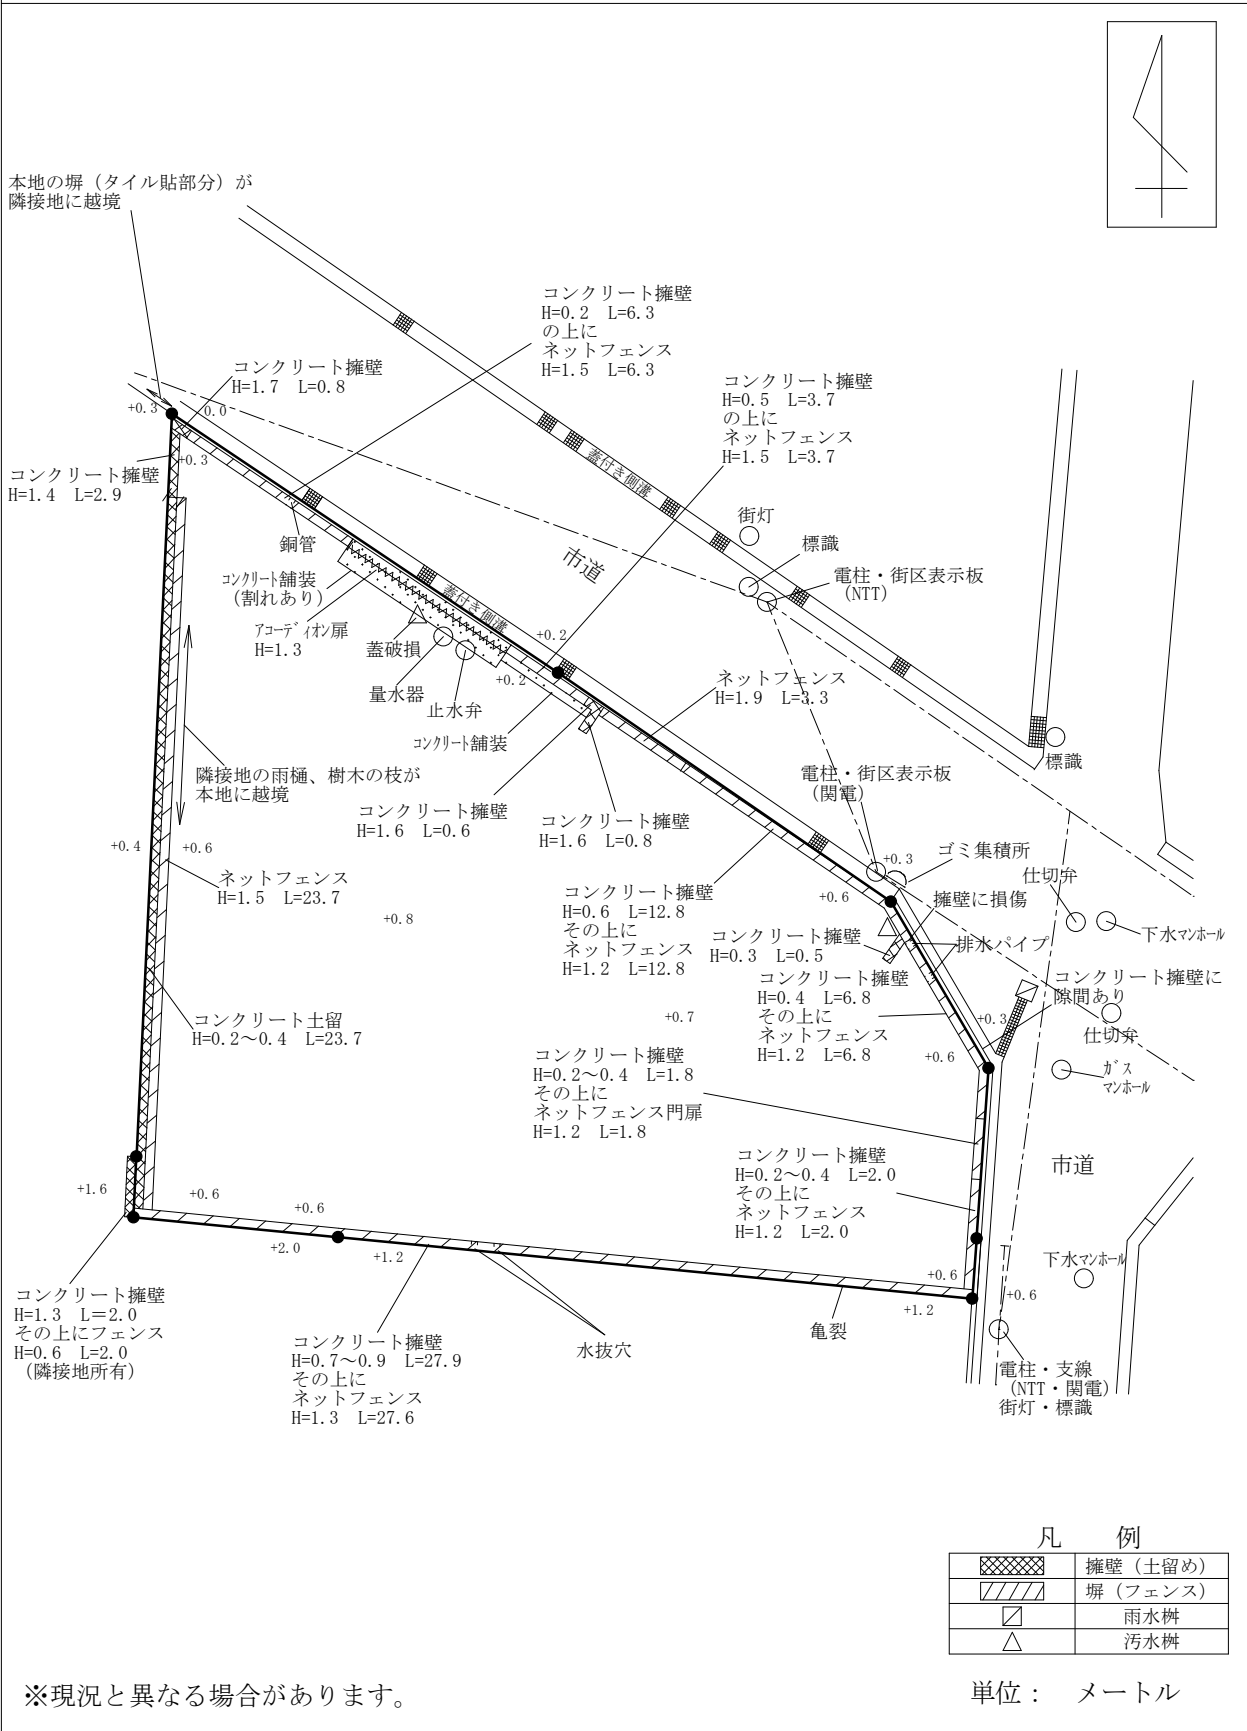 本地の塀（タイル貼部分）が
隣接地に越境
コンクリート擁壁
H=0.2 L=6.3
の上に
ネットフェンス
H=1.5 L=6.3
コンクリート擁壁
H=1.7 L=0.8
コンクリート擁壁
H=0.5 L=3.7
の上に
ネットフェンス
H=1.5 L=3.7
+0.3
0.0
+0.3
コンクリート擁壁
H=1.4 L=2.9
蓋付き側溝
街灯
標識
銅管
市道
電柱・街区表示板
（NTT）
コンクリート舗装
（割れあり）
蓋付き側溝
アコーディオン扉
H=1.3
蓋破損
+0.2
+0.2
量水器
止水弁
コンクリート舗装
ネットフェンス
H=1.9 L=3.3
標識
隣接地の雨樋、樹木の枝が
本地に越境
電柱・街区表示板
（関電）
コンクリート擁壁
H=1.6 L=0.6
コンクリート擁壁
H=1.6 L=0.8
+0.4
+0.6
+0.3
ゴミ集積所
仕切弁
ネットフェンス
H=1.5 L=23.7
+0.8
コンクリート擁壁
H=0.6 L=12.8
その上に
ネットフェンス
H=1.2 L=12.8
+0.6
擁壁に損傷
コンクリート擁壁
H=0.3 L=0.5
排水パイプ
下水マンホール
コンクリート擁壁
H=0.4 L=6.8
その上に
ネットフェンス
H=1.2 L=6.8
コンクリート擁壁に
隙間あり
コンクリート土留
H=0.2～0.4 L=23.7
+0.7
+0.3
仕切弁
+0.6
コンクリート擁壁
H=0.2～0.4 L=1.8
その上に
ネットフェンス門扉
H=1.2 L=1.8
ガス
マンホール
コンクリート擁壁
H=0.2～0.4 L=2.0
その上に
ネットフェンス
H=1.2 L=2.0
市道
+1.6
+0.6
+0.6
+2.0
+1.2
下水マンホール
+0.6
+1.2
+0.6
コンクリート擁壁
H=1.3 L=2.0
その上にフェンス
H=0.6 L=2.0
（隣接地所有）
コンクリート擁壁
H=0.7～0.9 L=27.9
その上に
ネットフェンス
H=1.3 L=27.6
水抜穴
亀裂
電柱・支線
（NTT・関電）
街灯・標識
凡 例
擁壁（土留め）
塀（フェンス）
雨水桝
汚水桝
※現況と異なる場合があります。
単位： メートル